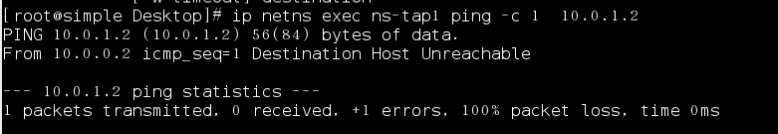 [ root@simple Desktop]# ip netns exec ns-tap1 ping -c 1  10.0.1.2
PING 10.0.1.2 (10.0.1.2) 56(84) bytes of data.
From 10.0.0.2 icmp_seq=1 Destination Host Unreachable
--- 10.0.1.2 ping statistics ---
1 packets transmitted, 0 received, +1 errors, 100% packet loss, time 0ms